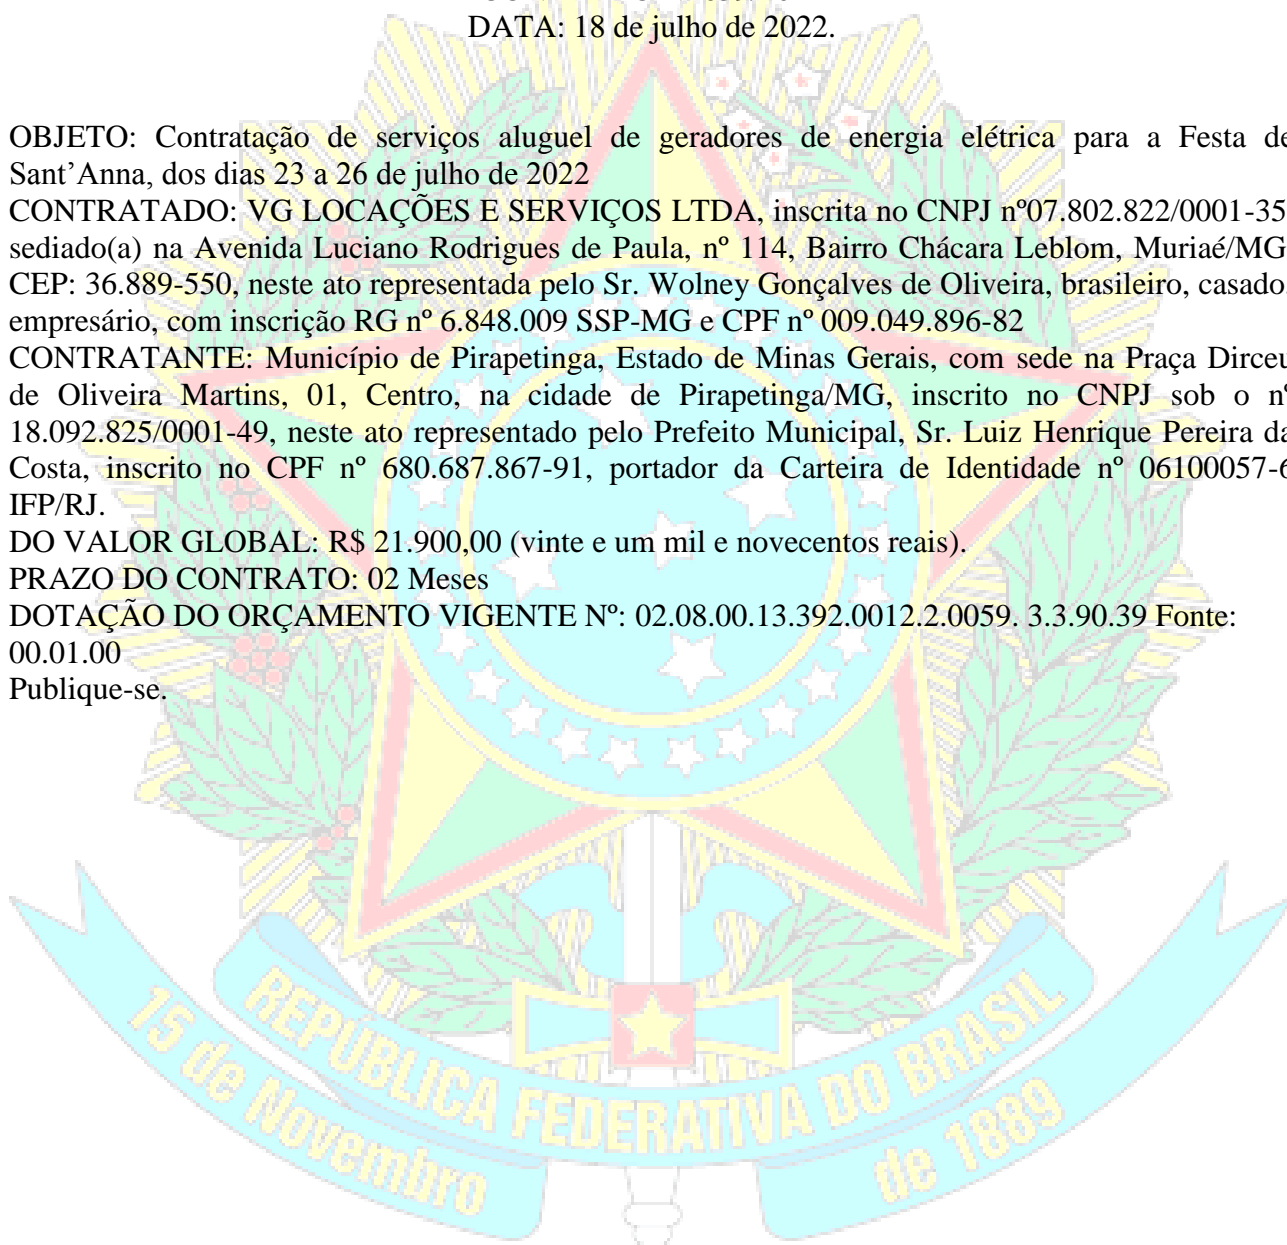 DATA: 18 de julho de 2022.
OBJETO: Contratação de serviços aluguel de geradores de energia elétrica para a Festa de
Sant’Anna, dos dias 23 a 26 de julho de 2022
CONTRATADO: VG LOCAÇÕES E SERVIÇOS LTDA, inscrita no CNPJ nº07.802.822/0001-35
sediado(a) na Avenida Luciano Rodrigues de Paula, nº 114, Bairro Chácara Leblom, Muriaé/MG
CEP: 36.889-550, neste ato representada pelo Sr. Wolney Gonçalves de Oliveira, brasileiro, casado
empresário, com inscrição RG nº 6.848.009 SSP-MG e CPF nº 009.049.896-82
CONTRATANTE: Município de Pirapetinga, Estado de Minas Gerais, com sede na Praça Dirceu
de Oliveira Martins, 01, Centro, na cidade de Pirapetinga/MG, inscrito no CNPJ sob o nº
18.092.825/0001-49, neste ato representado pelo Prefeito Municipal, Sr. Luiz Henrique Pereira da
Costa, inscrito no CPF nº 680.687.867-91, portador da Carteira de Identidade nº 06100057-6
IFP/RJ.
DO VALOR GLOBAL: R$ 21.900,00 (vinte e um mil e novecentos reais).
PRAZO DO CONTRATO: 02 Meses
DOTAÇÃO DO ORÇAMENTO VIGENTE Nº: 02.08.00.13.392.0012.2.0059. 3.3.90.39 Fonte:
00.01.00
Publique-se.
REPÚBLICA FEDERATIVA DO BRASIL
15 de Novembro
de 1889